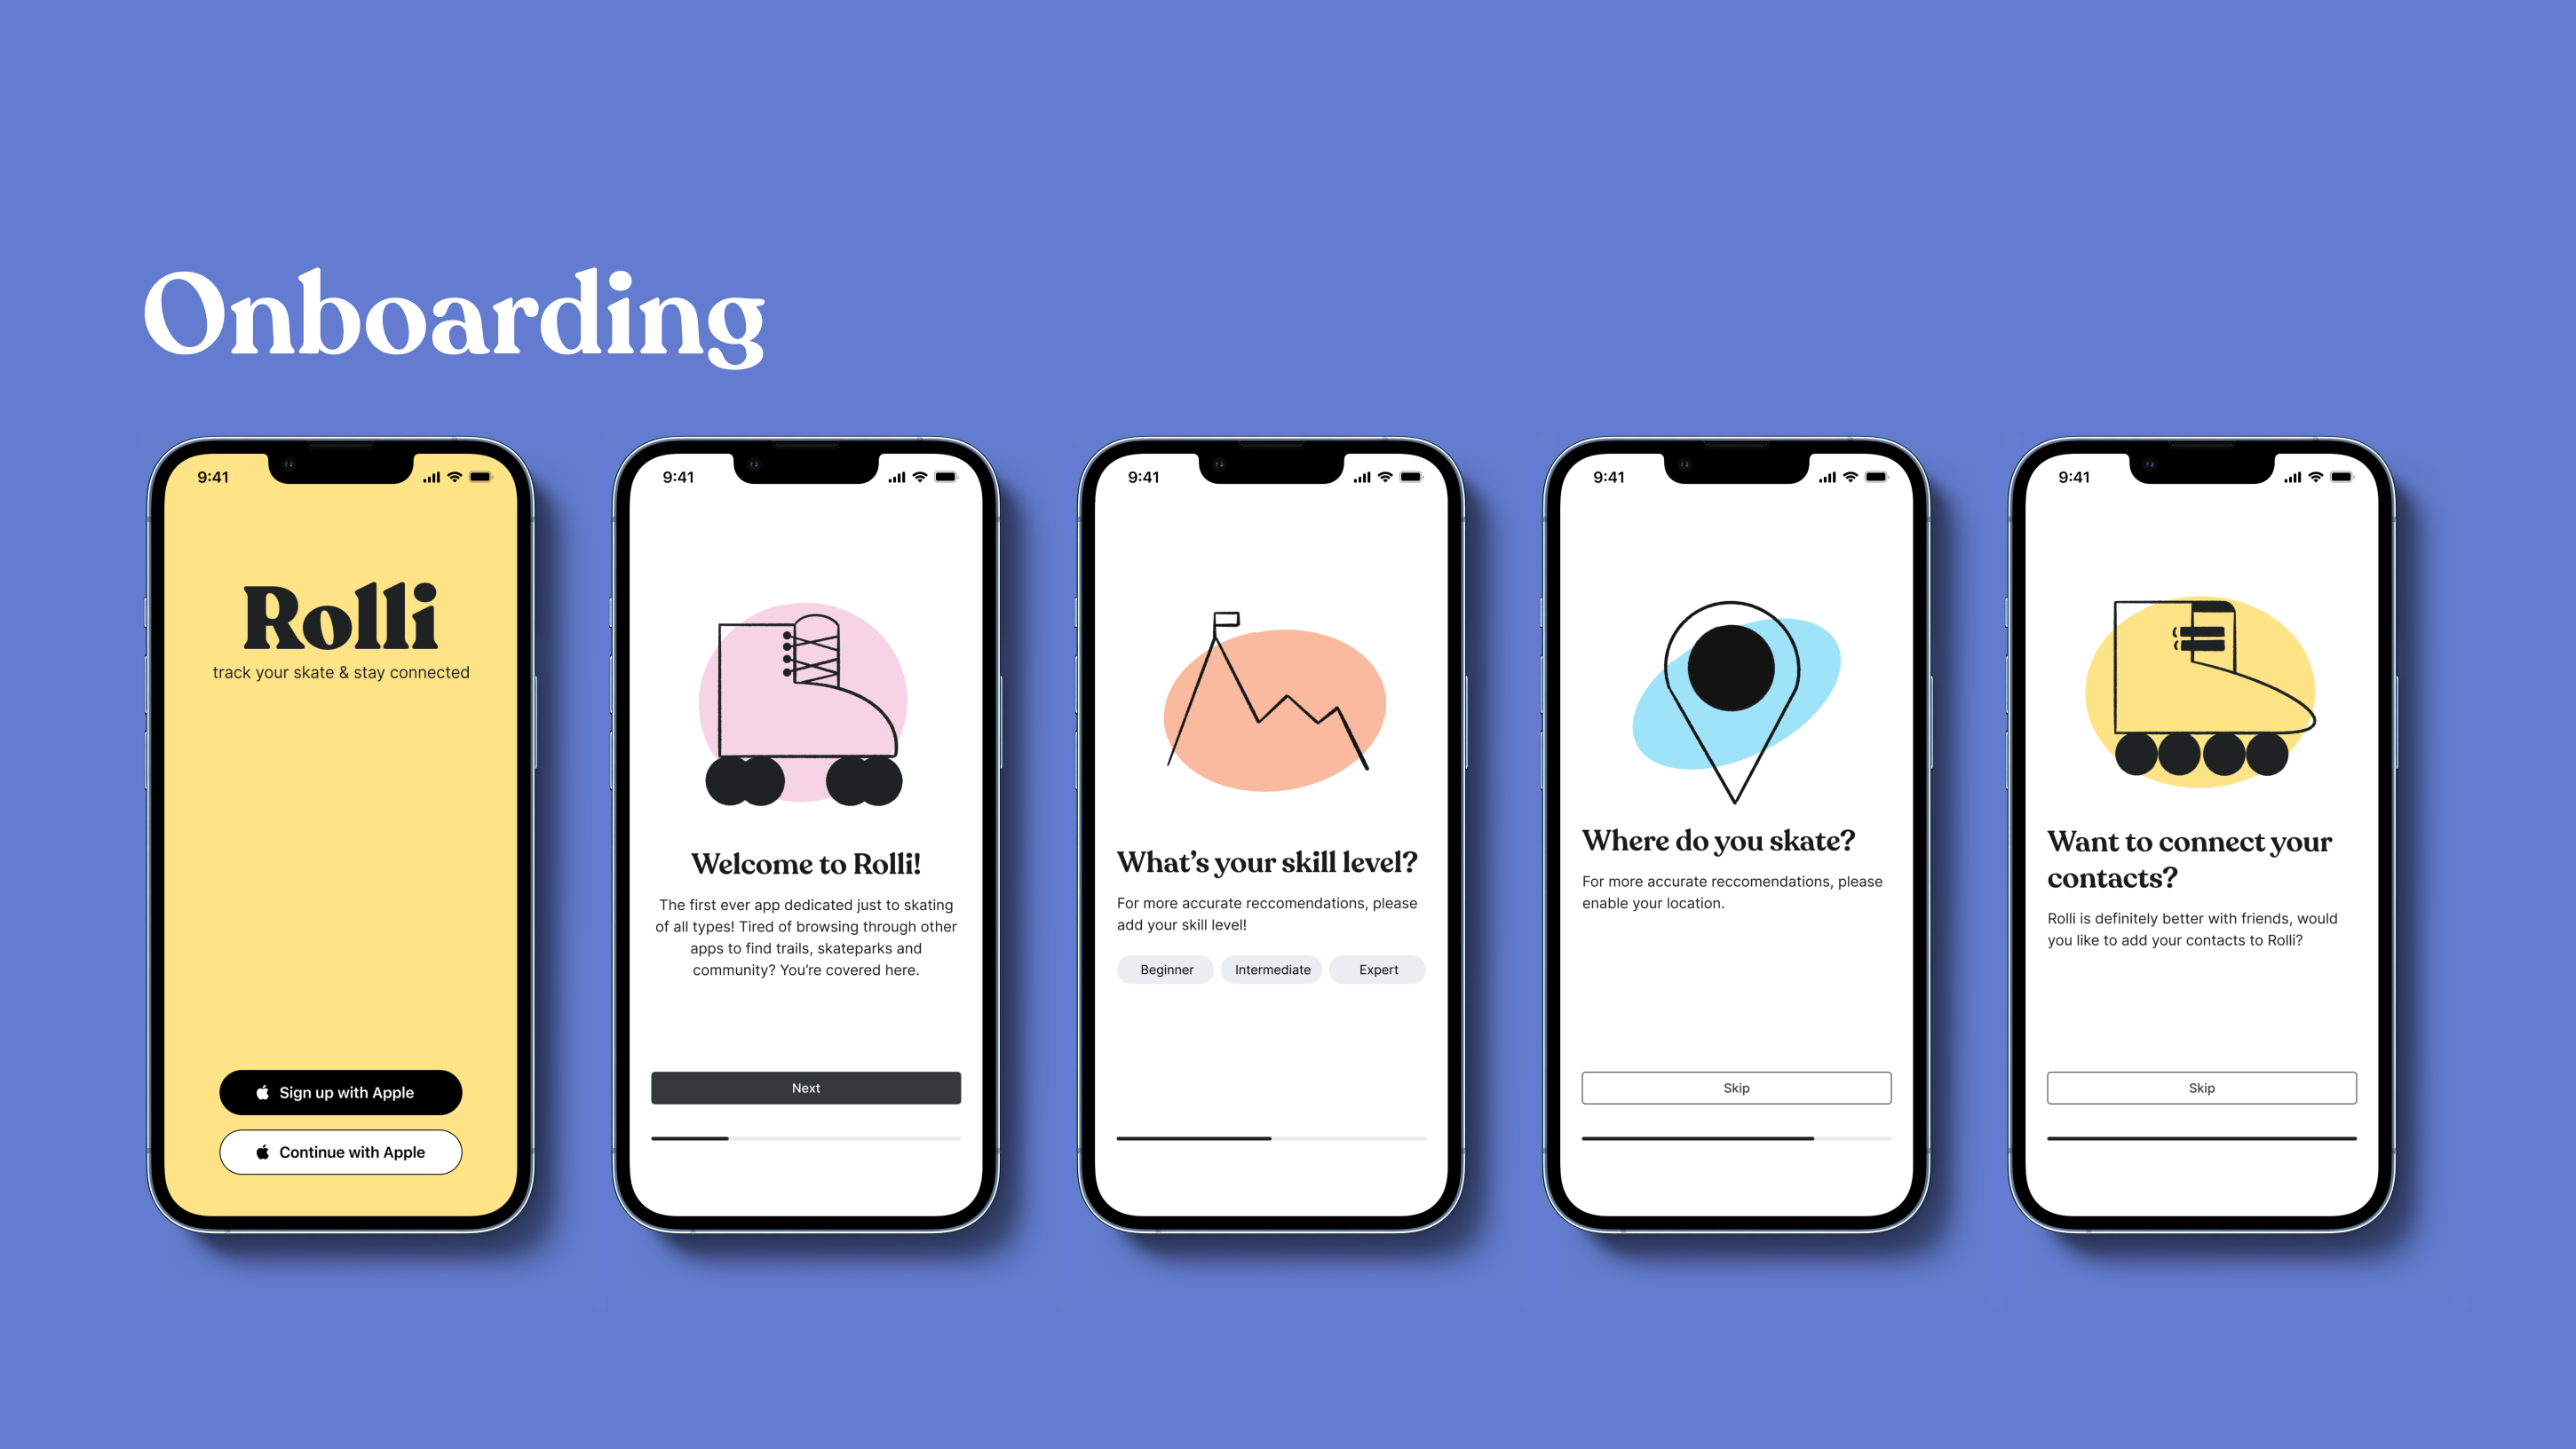 Onboarding
9:41
Rolli
track your skate & stay connected
Sign up with Apple
Continue with Apple
9:41
Welcome to Rolli!
The first ever app dedicated just to skating
of all types! Tired of browsing through other
apps to find trails, skateparks and
community? You're covered here.
Next
9:41
What's your skill level?
For more accurate reccomendations, please
add your skill level!
Beginner Intermediate Expert
9:41
Where do you skate?
For more accurate reccomendations, please
enable your location.
Skip
9:41
Want to connect your
contacts?
Rolli is definitely better with friends, would
you like to add your contacts to Rolli?
Skip